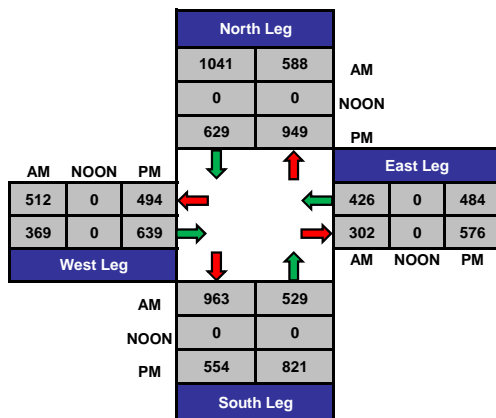 North Leg
1041 588 AM
0 0 NOON
629 949 PM
AM NOON PM East Leg
512 0 494 426 0 484
369 0 639 302 0 576
West Leg AM NOON PM
AM 963 529
NOON 0 0
PM 554 821
South Leg